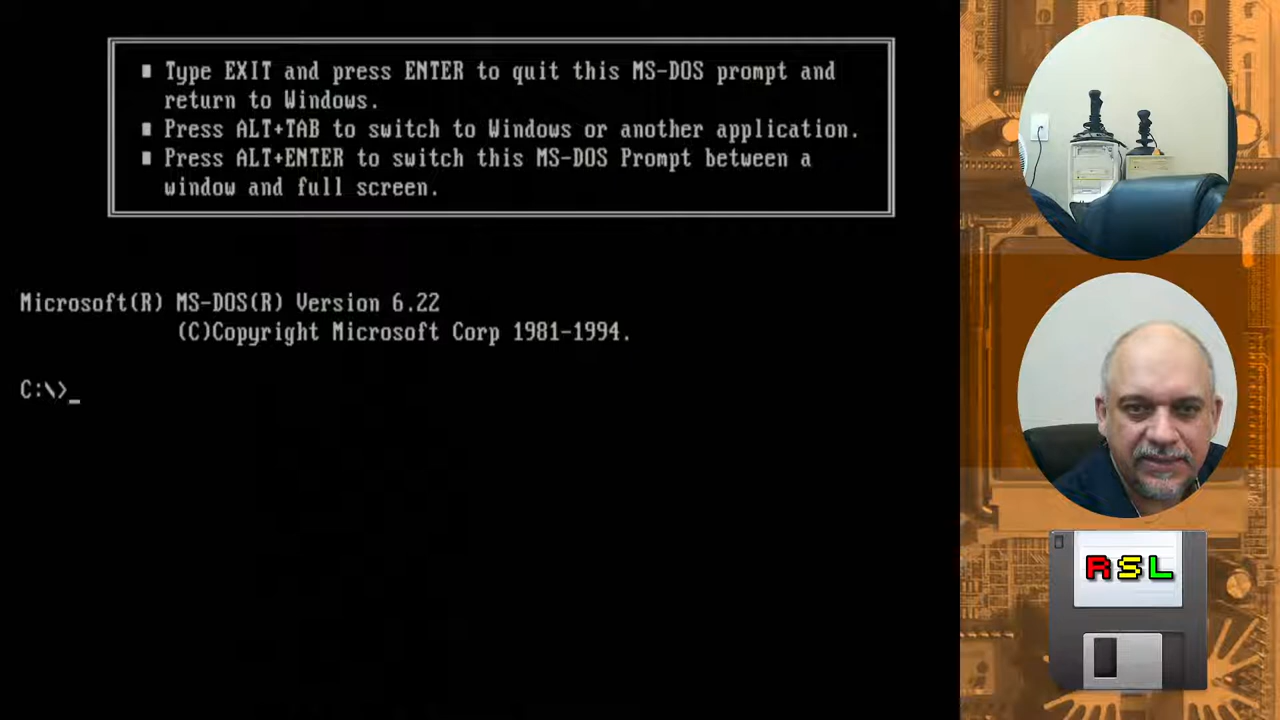 Type EXIT and press ENTER to quit this MS-DOS prompt and
return to Windows.
Press ALT+TAB to switch to Windows or another application.
Press ALT+ENTER to switch this MS-DOS Prompt between a
window and full screen.
Microsoft(R) MS-DOS(R) Version 6.22
(C)Copyright Microsoft Corp 1981-1994.
C:\>_
RSL